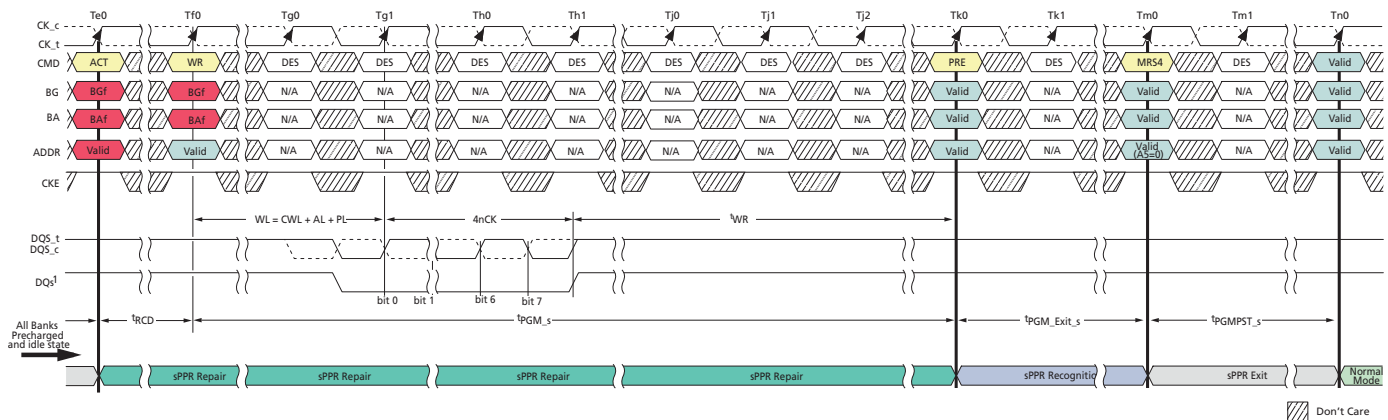 Te0 Tf0 Tg0 Tg1 Th0 Th1 Tj0 Tj1 Tj2 Tk0 Tk1 Tm0 Tm1 Tn0
CK_c
CK_t
CMD ACT WR DES DES DES DES DES DES DES PRE DES MRS4 DES Valid
BG BGf BGf N/A N/A N/A N/A N/A N/A N/A Valid N/A Valid N/A Valid
BA BAf BAf N/A N/A N/A N/A N/A N/A N/A Valid N/A Valid N/A Valid
ADDR Valid Valid N/A N/A N/A N/A N/A N/A N/A Valid N/A Valid (A5=0) N/A Valid
CKE
WL = CWL + AL + PL 4nCK tWR
DQS_t
DQS_c
DQs1
bit 0 bit 1 bit 6 bit 7
All Banks
Precharged
and idle state
tRCD tPGM_s tPGM_Exit_s tPGMPST_s
sPPR Repair sPPR Repair sPPR Repair sPPR Repair sPPR Recognitic sPPR Exit Normal
Mode
Don't Care